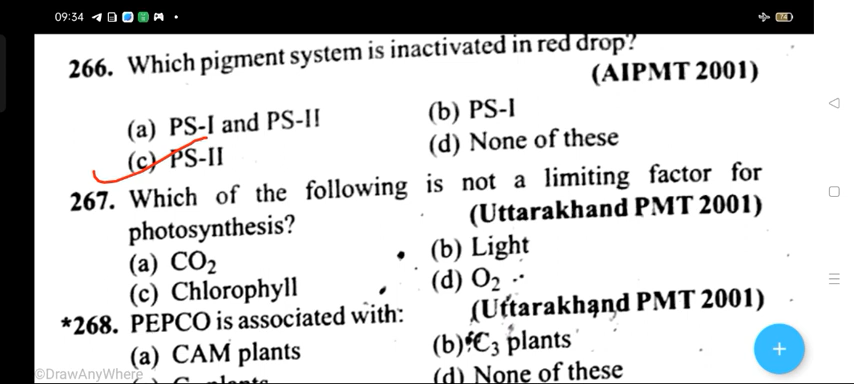 09:34
74
266. Which pigment system is inactivated in red drop?
(AIPMT 2001)
(a) PS-I and PS-II (b) PS-I
(c) PS-II (d) None of these
267. Which of the following is not a limiting factor for
photosynthesis? (Uttarakhand PMT 2001)
(a) CO₂ (b) Light
(c) Chlorophyll (d) O₂
*268. PEPCO is associated with: (Uttarakhand PMT 2001)
(a) CAM plants (b) C₃ plants
(d) None of these
©DrawAnyWhere